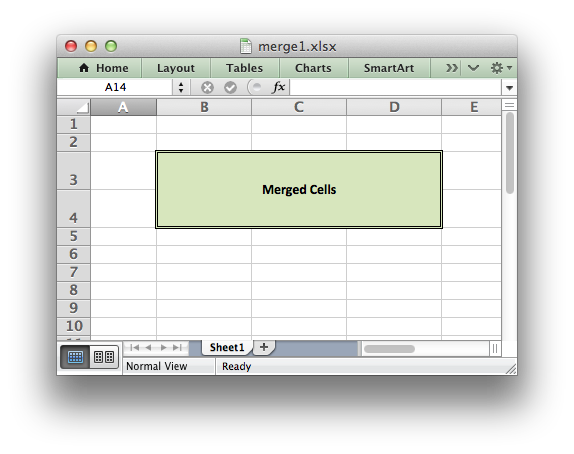 merge1.xlsx
Home Layout Tables Charts SmartArt
A14 fx
A B C D E
1
2
3
Merged Cells
4
5
6
7
8
9
10
11
Sheet1
Normal View Ready